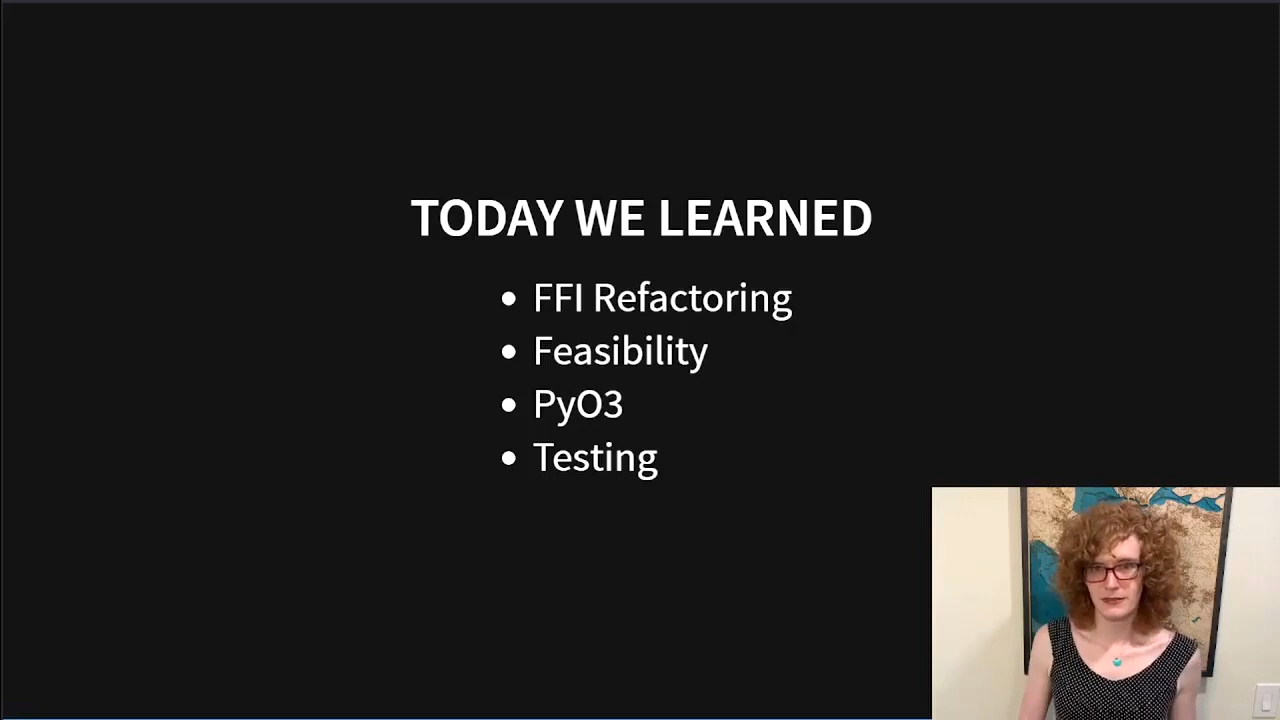 TODAY WE LEARNED
• FFI Refactoring
• Feasibility
• PyO3
• Testing